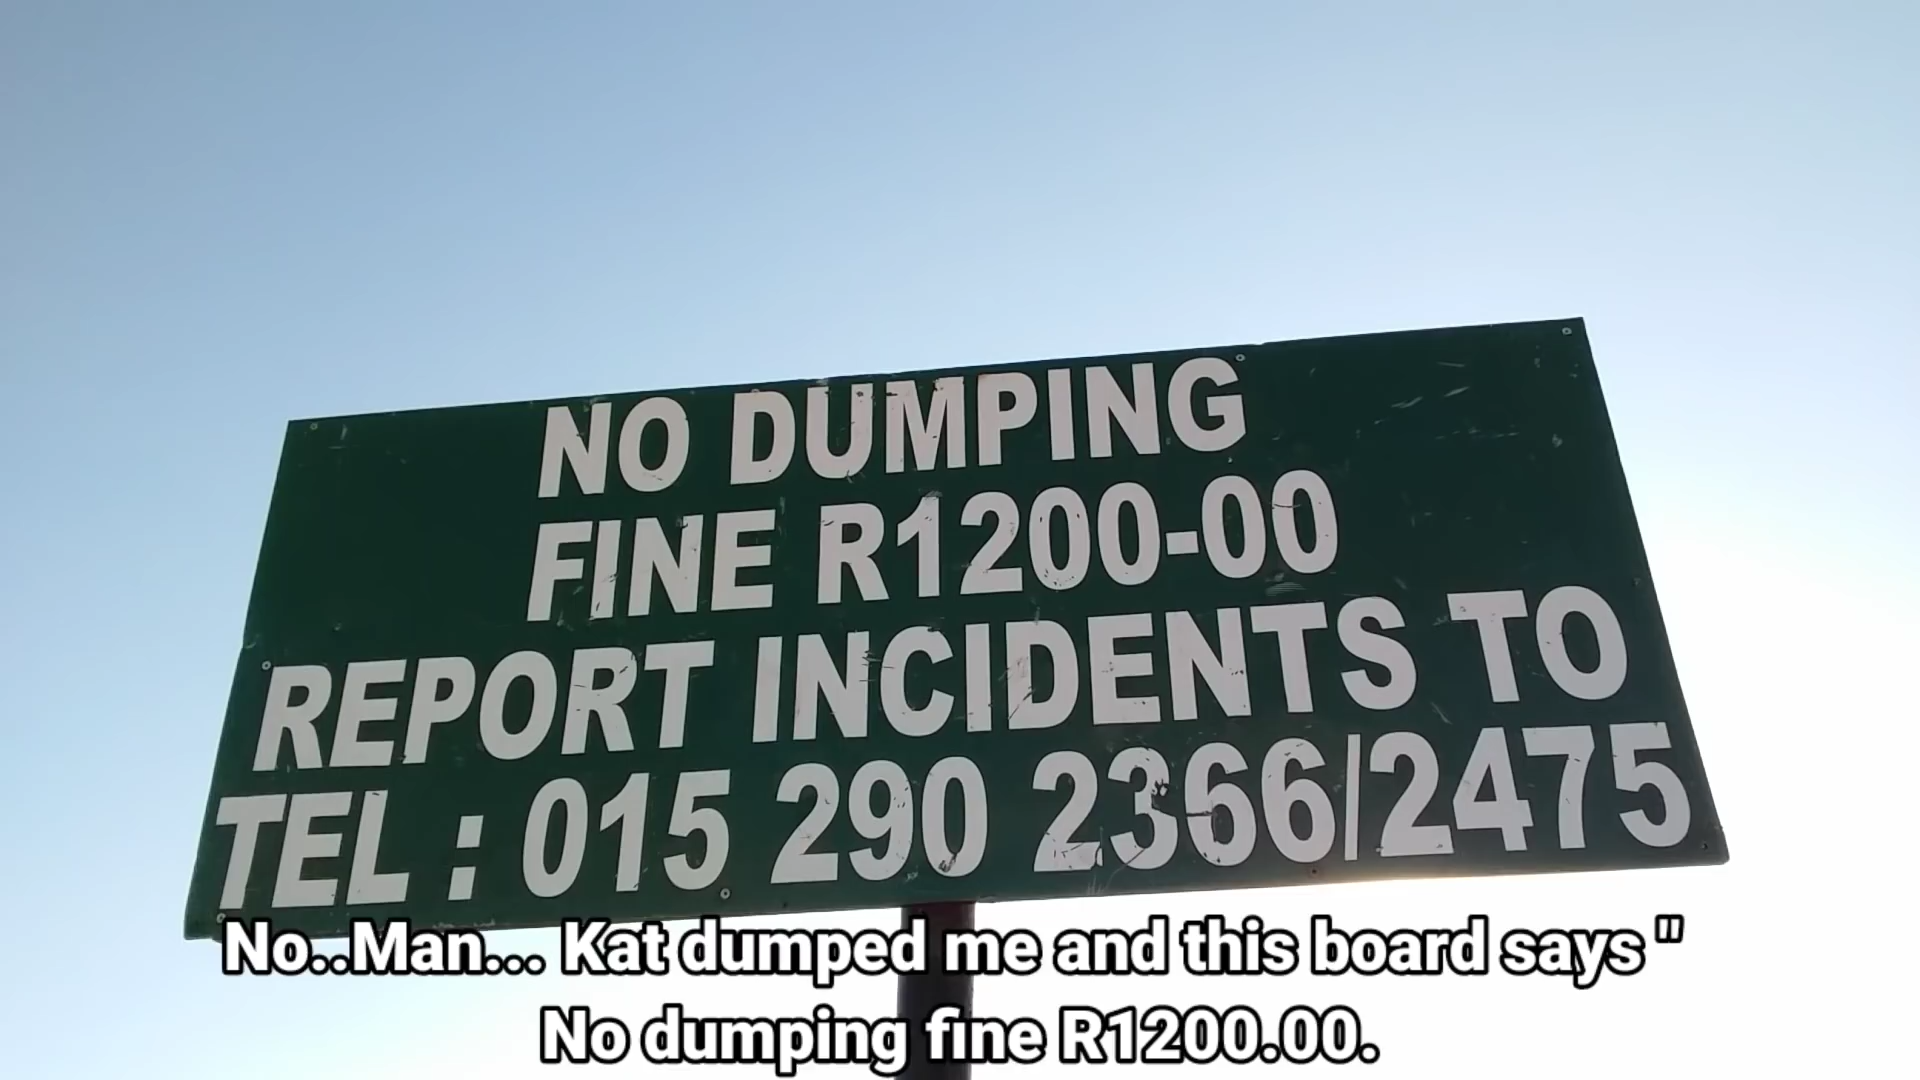 NO DUMPING
FINE R1200-00
REPORT INCIDENTS TO
TEL : 015 290 2366/2475
No..Man... Kat dumped me and this board says "
No dumping fine R1200.00.